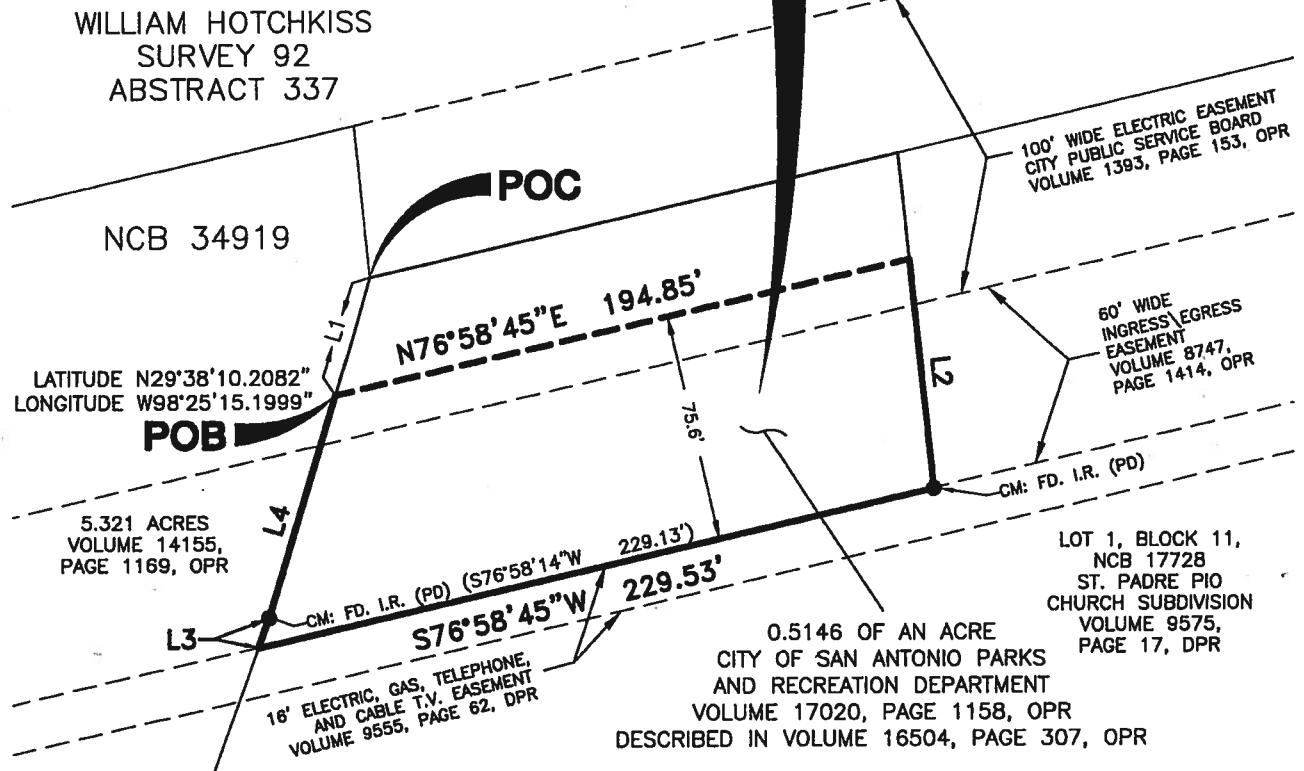 WILLIAM HOTCHKISS
SURVEY 92
ABSTRACT 337
100' WIDE ELECTRIC EASEMENT
CITY PUBLIC SERVICE BOARD
VOLUME 1393, PAGE 153, OPR
POC
NCB 34919
L1
N76°58'45"E 194.85'
60' WIDE
INGRESS\EGRESS
EASEMENT
VOLUME 8747,
PAGE 1414, OPR
LATITUDE N29°38'10.2082"
LONGITUDE W98°25'15.1999"
POB
L2
75.6'
CM: FD. I.R. (PD)
L4
5.321 ACRES
VOLUME 14155,
PAGE 1169, OPR
LOT 1, BLOCK 11,
NCB 17728
ST. PADRE PIO
CHURCH SUBDIVISION
VOLUME 9575,
PAGE 17, DPR
CM: FD. I.R. (PD) (S76°58'14"W 229.13')
S76°58'45"W 229.53'
L3
16' ELECTRIC, GAS, TELEPHONE,
AND CABLE T.V. EASEMENT
VOLUME 9555, PAGE 62, DPR
0.5146 OF AN ACRE
CITY OF SAN ANTONIO PARKS
AND RECREATION DEPARTMENT
VOLUME 17020, PAGE 1158, OPR
DESCRIBED IN VOLUME 16504, PAGE 307, OPR